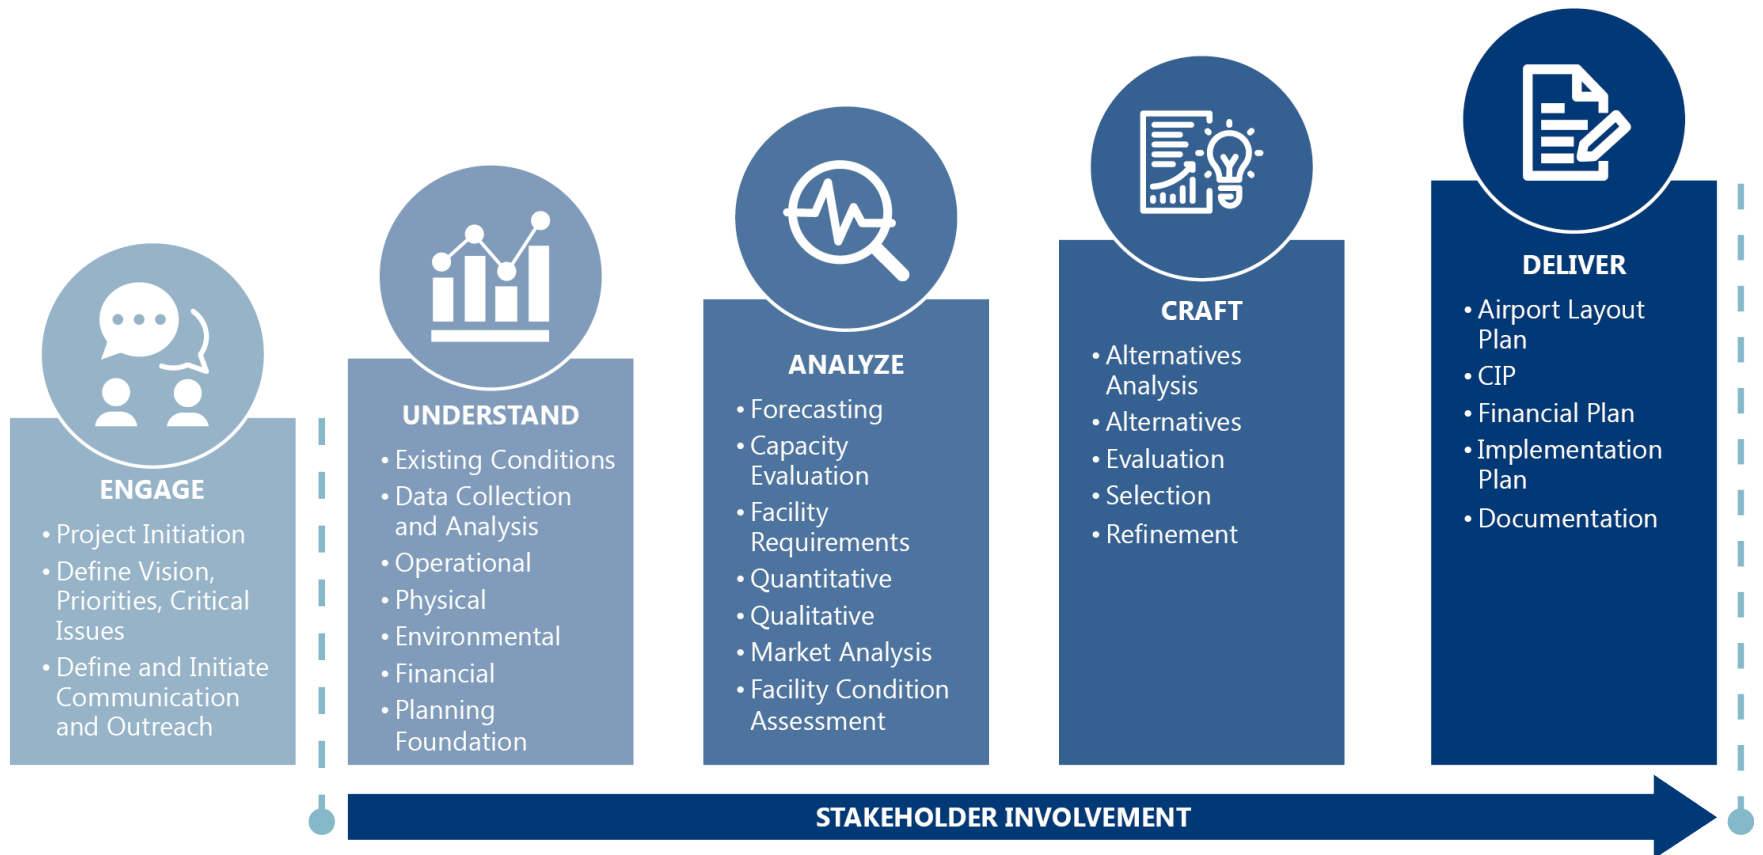 ENGAGE
• Project Initiation
• Define Vision,
Priorities, Critical
Issues
• Define and Initiate
Communication
and Outreach
UNDERSTAND
• Existing Conditions
• Data Collection
and Analysis
• Operational
• Physical
• Environmental
• Financial
• Planning
Foundation
ANALYZE
• Forecasting
• Capacity
Evaluation
• Facility
Requirements
• Quantitative
• Qualitative
• Market Analysis
• Facility Condition
Assessment
CRAFT
• Alternatives
Analysis
• Alternatives
• Evaluation
• Selection
• Refinement
DELIVER
• Airport Layout
Plan
• CIP
• Financial Plan
• Implementation
Plan
• Documentation
STAKEHOLDER INVOLVEMENT